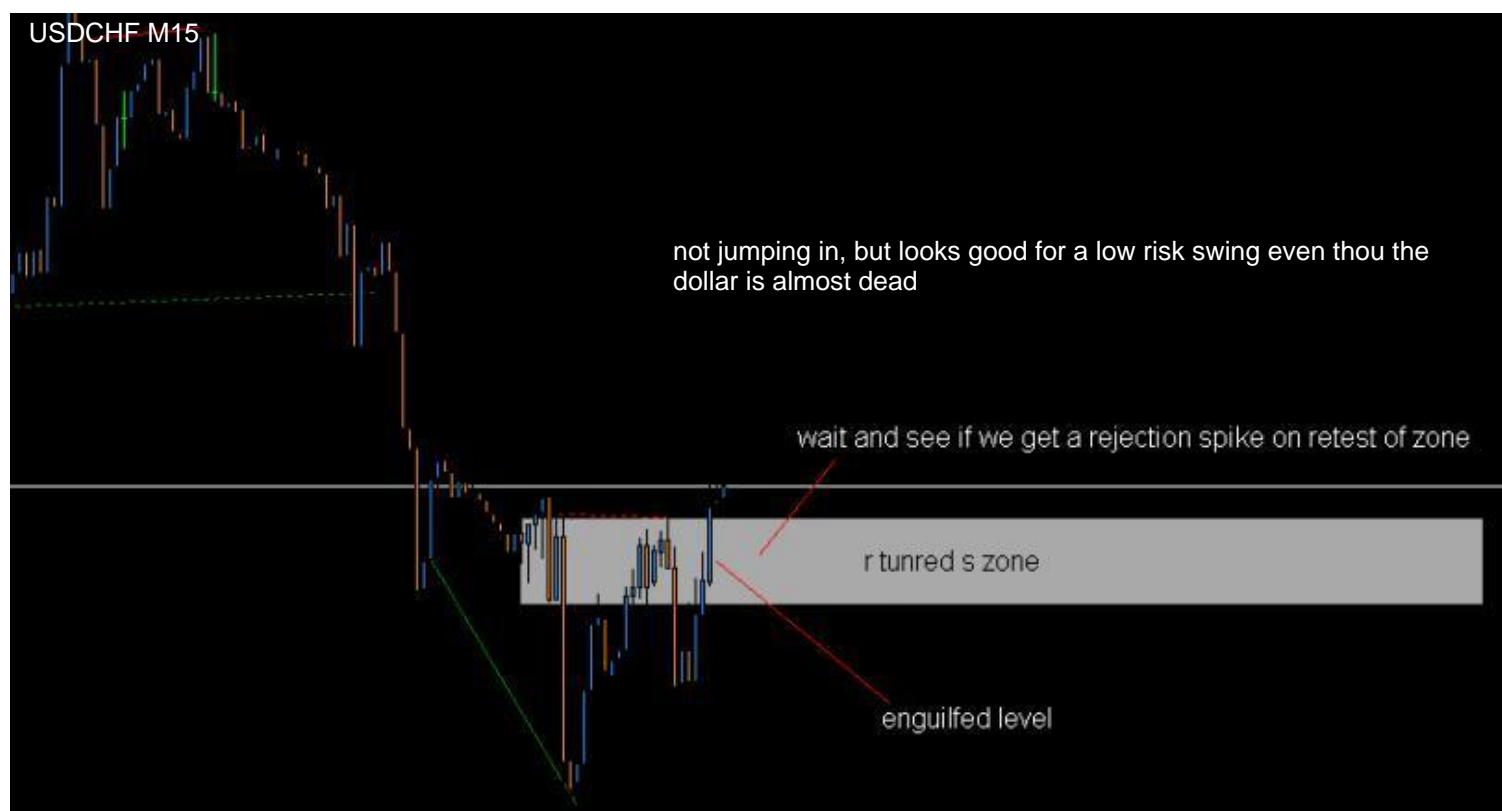 USDCHF M15
not jumping in, but looks good for a low risk swing even thou the
dollar is almost dead
wait and see if we get a rejection spike on retest of zone
r tunred s zone
enguilfed level